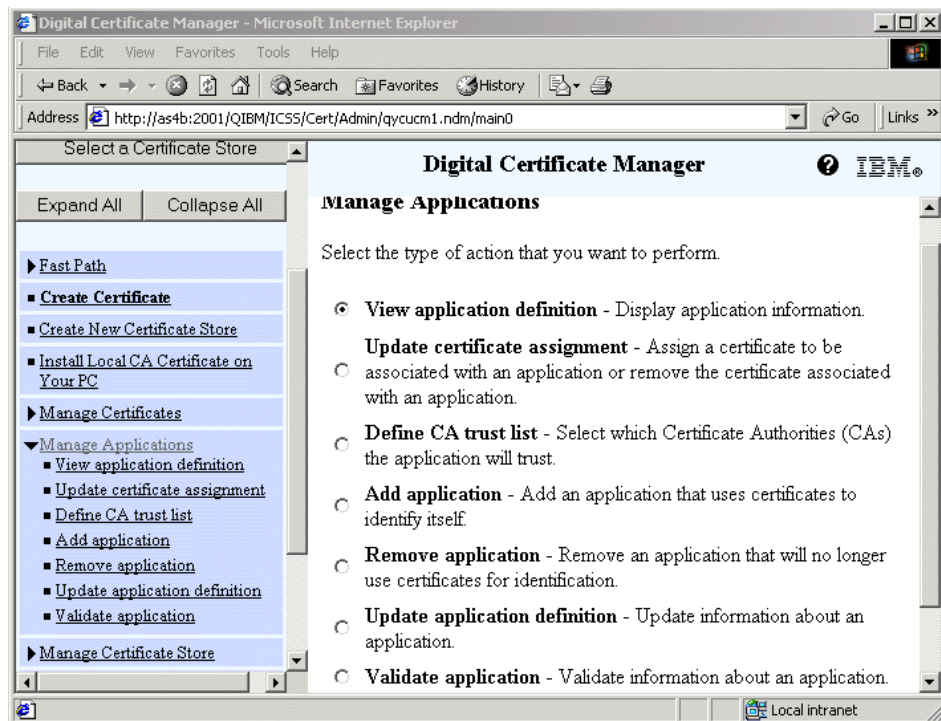 Digital Certificate Manager - Microsoft Internet Explorer
File Edit View Favorites Tools Help
Back Search Favorites History
Address http://as4b:2001/QIBM/ICSS/Cert/Admin/qycucm1.ndm/main0 Go Links »
Select a Certificate Store
Expand All Collapse All
Fast Path
Create Certificate
Create New Certificate Store
Install Local CA Certificate on
Your PC
Manage Certificates
Manage Applications
View application definition
Update certificate assignment
Define CA trust list
Add application
Remove application
Update application definition
Validate application
Manage Certificate Store
Digital Certificate Manager
IBM®
Manage Applications
Select the type of action that you want to perform.
View application definition - Display application information.
Update certificate assignment - Assign a certificate to be
associated with an application or remove the certificate associated
with an application.
Define CA trust list - Select which Certificate Authorities (CAs)
the application will trust.
Add application - Add an application that uses certificates to
identify itself.
Remove application - Remove an application that will no longer
use certificates for identification.
Update application definition - Update information about an
application.
Validate application - Validate information about an application.
Local intranet